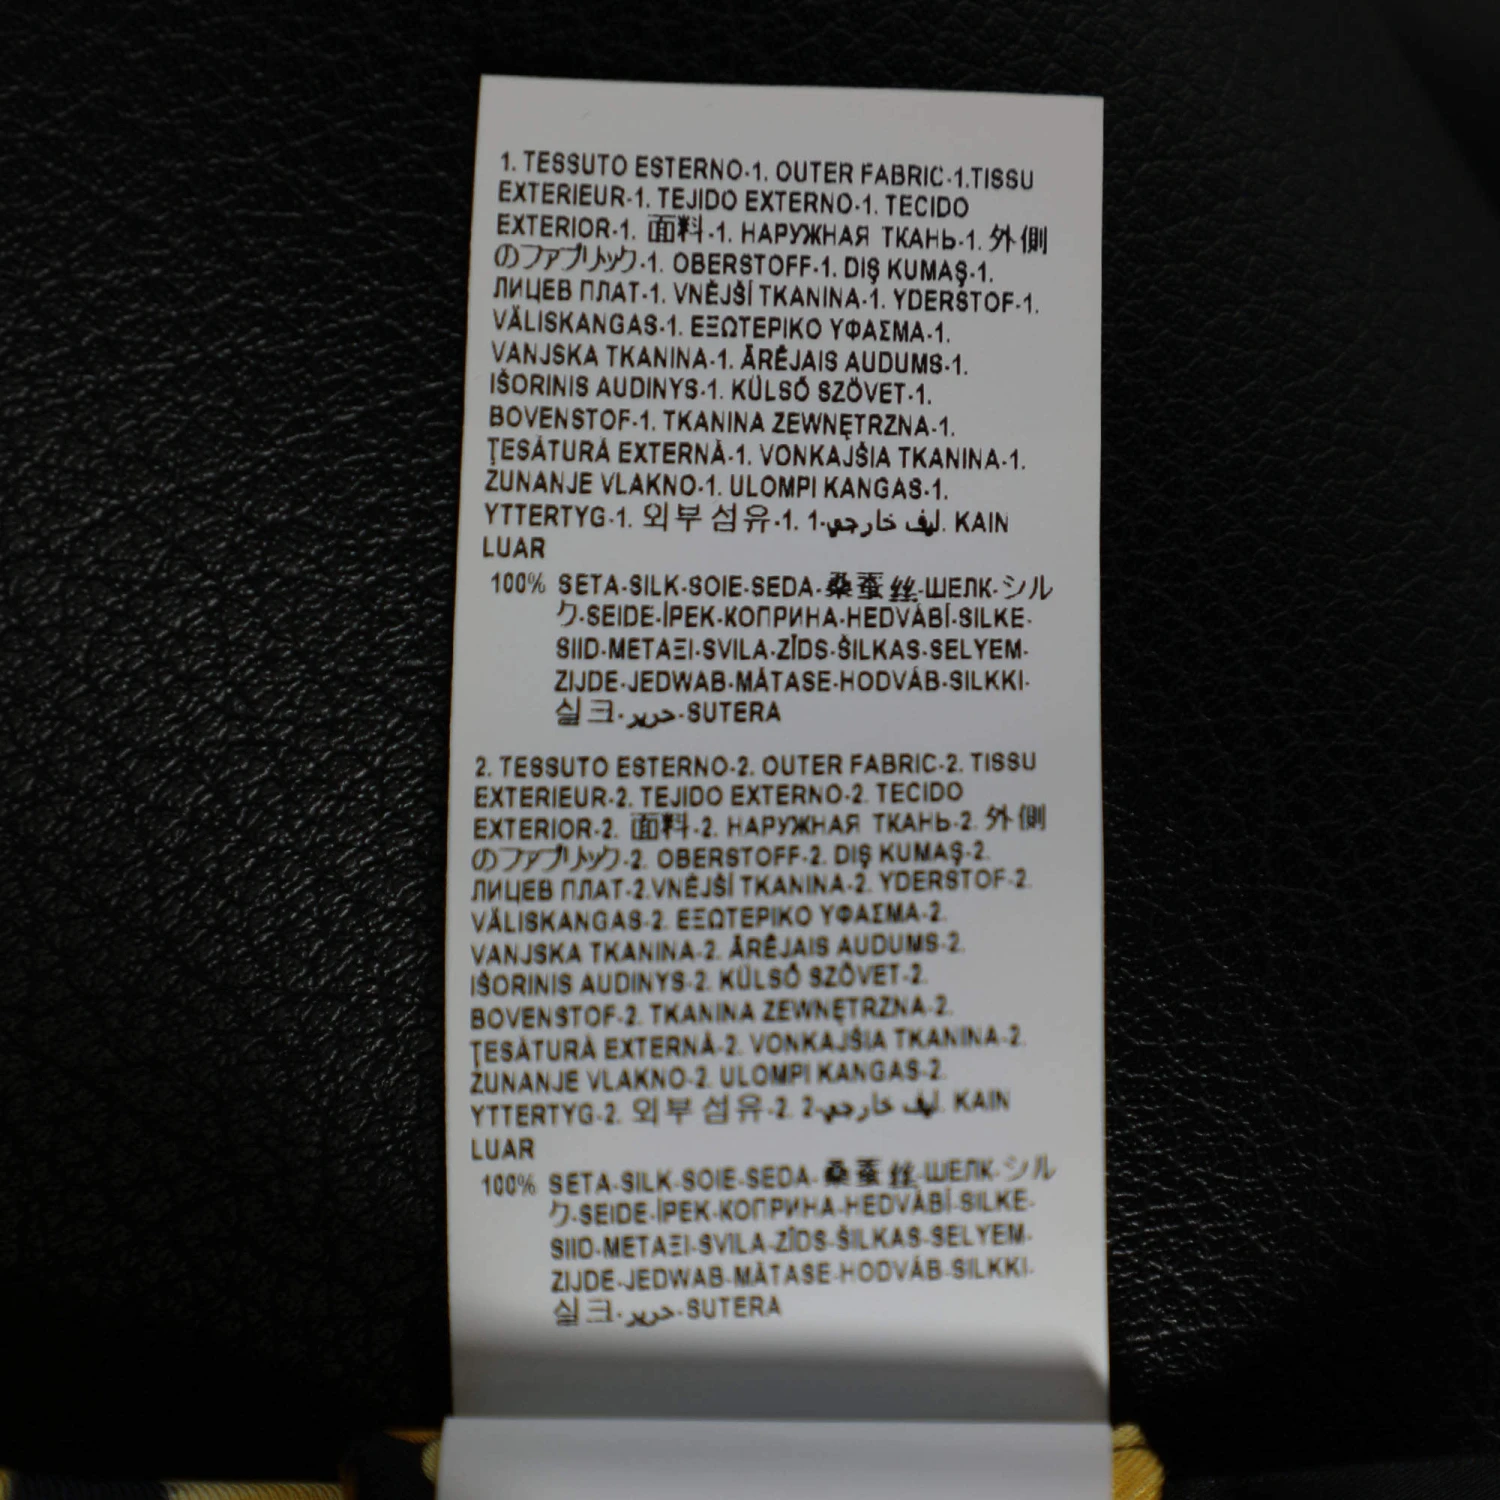 1. TESSUTO ESTERNO-1. OUTER FABRIC-1.TISSU
EXTERIEUR-1. TEJIDO EXTERNO-1. TECIDO
EXTERIOR-1. 面料-1. НАРУЖНАЯ ТКАНЬ-1. 外側
のファブリック-1. OBERSTOFF-1. DIŞ KUMAŞ-1.
ЛИЦЕВ ПЛАТ-1. VNĚJŠÍ TKANINA-1. YDERSTOF-1.
VÄLISKANGAS-1. ΕΞΩΤΕΡΙΚΟ ΥΦΑΣΜΑ-1.
VANJSKA TKANINA-1. ĀRĒJAIS AUDUMS-1.
IŠORINIS AUDINYS-1. KÜLSŐ SZÖVET-1.
BOVENSTOF-1. TKANINA ZEWNĘTRZNA-1.
ŢESĂTURĂ EXTERNĂ-1. VONKAJŠIA TKANINA-1.
ZUNANJE VLAKNO-1. ULOMPI KANGAS-1.
YTTERTYG-1. 외부 섬유-1. 1-ليف خارجي. KAIN
LUAR
100% SETA-SILK-SOIE-SEDA-桑蚕丝-ШЕЛК-シル
ク-SEIDE-İPEK-КОПРИНА-HEDVÁBÍ-SILKE-
SIID-ΜΕΤΑΞΙ-SVILA-ZĪDS-ŠILKAS-SELYEM-
ZIJDE-JEDWAB-MĂTASE-HODVÁB-SILKKI-
실크-حرير-SUTERA
2. TESSUTO ESTERNO-2. OUTER FABRIC-2. TISSU
EXTERIEUR-2. TEJIDO EXTERNO-2. TECIDO
EXTERIOR-2. 面料-2. НАРУЖНАЯ ТКАНЬ-2. 外側
のファブリック-2. OBERSTOFF-2. DIŞ KUMAŞ-2.
ЛИЦЕВ ПЛАТ-2.VNĚJŠÍ TKANINA-2. YDERSTOF-2.
VÄLISKANGAS-2. ΕΞΩΤΕΡΙΚΟ ΥΦΑΣΜΑ-2.
VANJSKA TKANINA-2. ĀRĒJAIS AUDUMS-2.
IŠORINIS AUDINYS-2. KÜLSŐ SZÖVET-2.
BOVENSTOF-2. TKANINA ZEWNĘTRZNA-2.
ŢESĂTURĂ EXTERNĂ-2. VONKAJŠIA TKANINA-2.
ZUNANJE VLAKNO-2. ULOMPI KANGAS-2.
YTTERTYG-2. 외부 섬유-2. 2-ليف خارجي. KAIN
LUAR
100% SETA-SILK-SOIE-SEDA-桑蚕丝-ШЕЛК-シル
ク-SEIDE-İPEK-КОПРИНА-HEDVÁBÍ-SILKE-
SIID-ΜΕΤΑΞΙ-SVILA-ZĪDS-ŠILKAS-SELYEM-
ZIJDE-JEDWAB-MĂTASE-HODVÁB-SILKKI-
실크-حرير-SUTERA